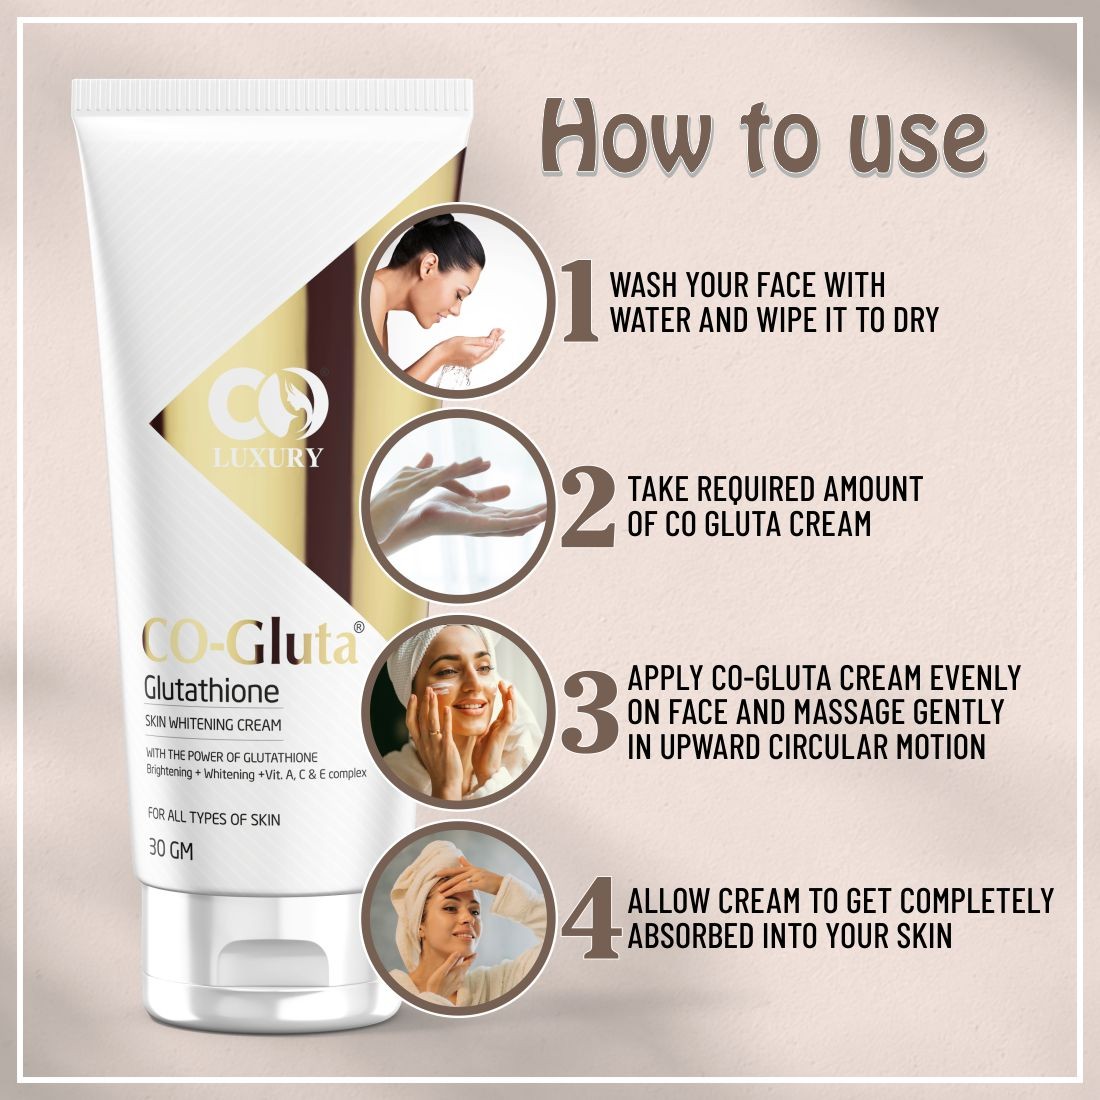 How to use
1
WASH YOUR FACE WITH
WATER AND WIPE IT TO DRY
2
TAKE REQUIRED AMOUNT
OF CO GLUTA CREAM
3
APPLY CO-GLUTA CREAM EVENLY
ON FACE AND MASSAGE GENTLY
IN UPWARD CIRCULAR MOTION
4
ALLOW CREAM TO GET COMPLETELY
ABSORBED INTO YOUR SKIN
CO®
LUXURY
CO-Gluta®
Glutathione
SKIN WHITENING CREAM
WITH THE POWER OF GLUTATHIONE
Brightening + Whitening +Vit. A, C & E complex
FOR ALL TYPES OF SKIN
30 GM